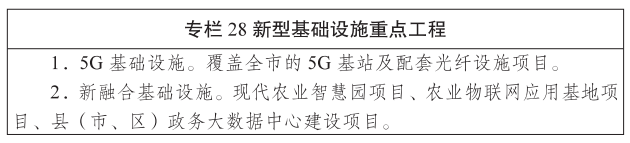 专栏 28 新型基础设施重点工程
1．5G 基础设施。覆盖全市的 5G 基站及配套光纤设施项目。
2．新融合基础设施。现代农业智慧园项目、农业物联网应用基地项
目、县（市、区）政务大数据中心建设项目。